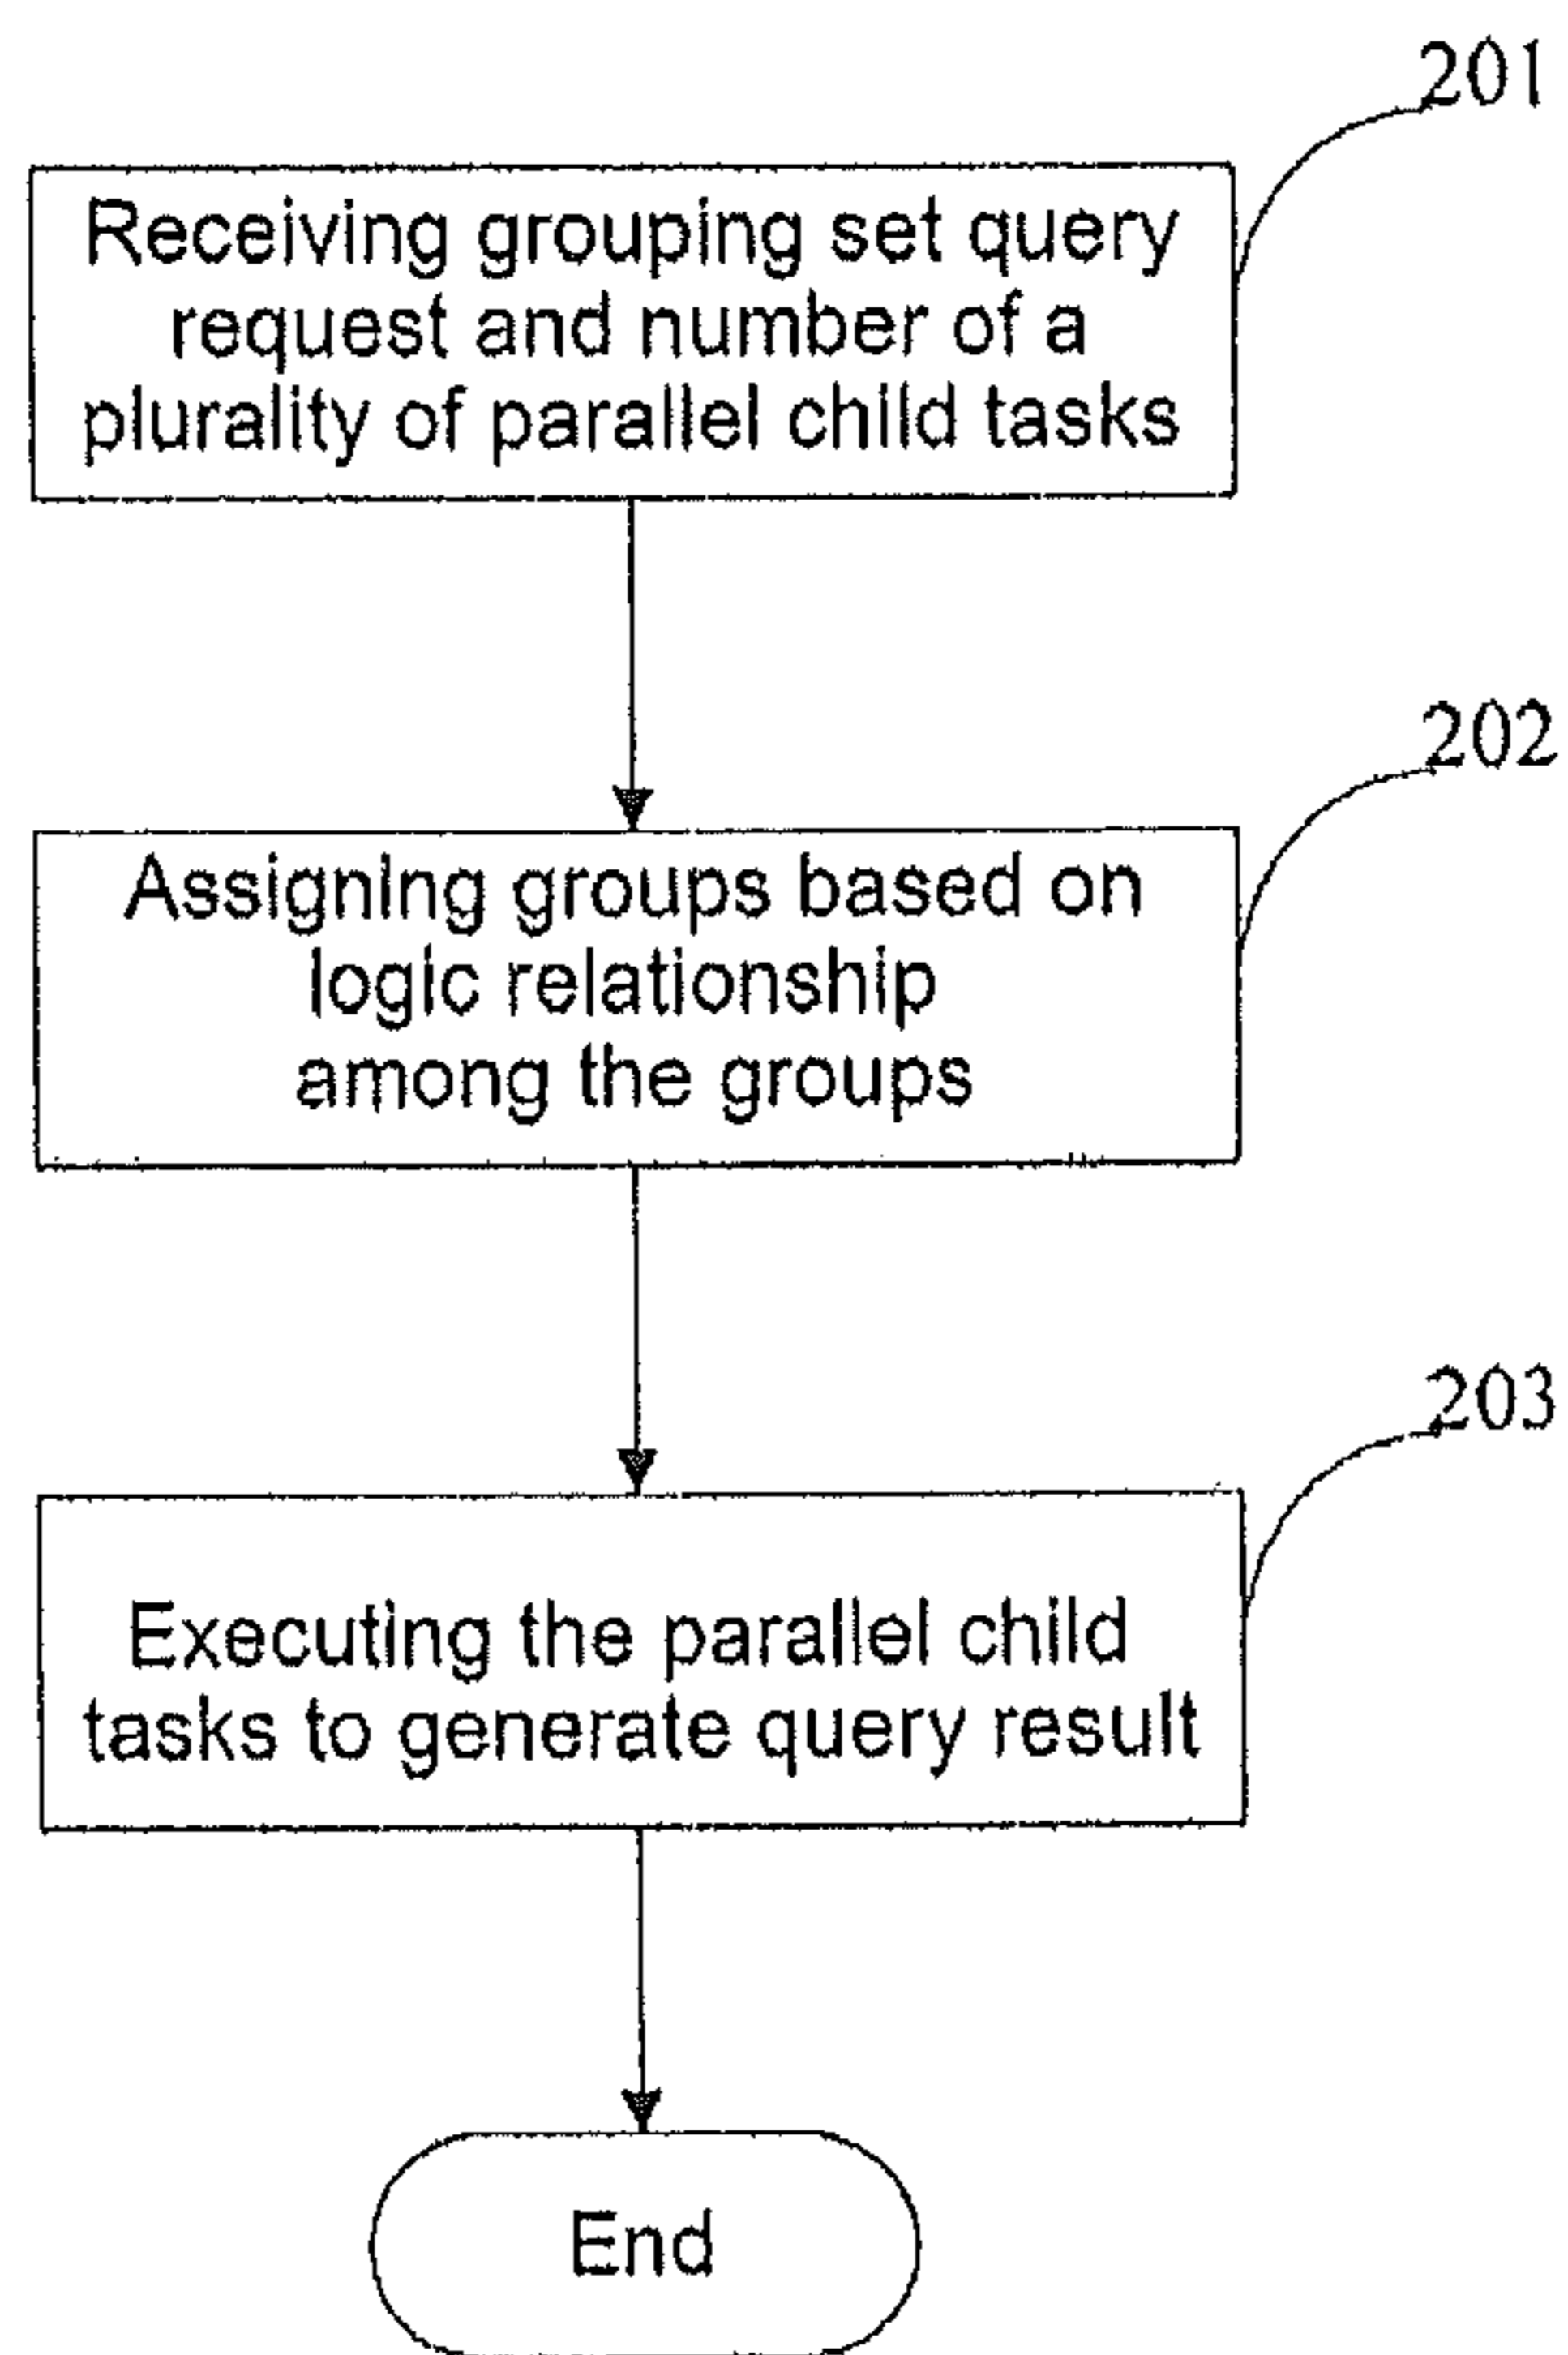 201
Receiving grouping set query
request and number of a
plurality of parallel child tasks
202
Assigning groups based on
logic relationship
among the groups
203
Executing the parallel child
tasks to generate query result
End